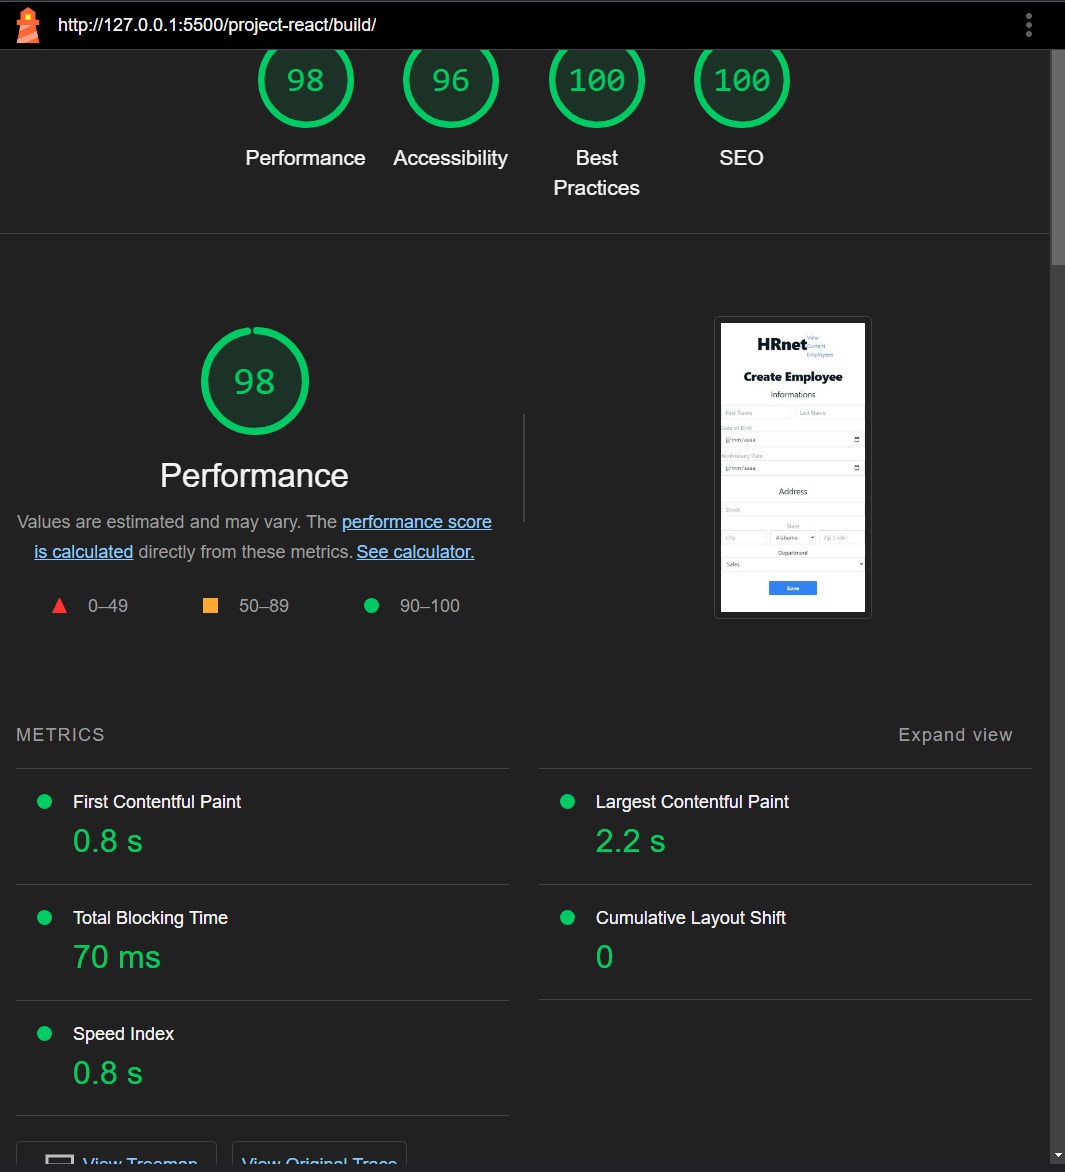 http://127.0.0.1:5500/project-react/build/
98 96 100 100
Performance Accessibility Best Practices SEO
98
Performance
Values are estimated and may vary. The performance score
is calculated directly from these metrics. See calculator.
0–49 50–89 90–100
HRnet View Current Employees
Create Employee
Informations
First Name Last Name
Date of Birth
jj/mm/aaaa
Anniversary Date
jj/mm/aaaa
Address
Street
State
City Alabama Zip Code
Department
Sales
Save
METRICS Expand view
First Contentful Paint
0.8 s
Largest Contentful Paint
2.2 s
Total Blocking Time
70 ms
Cumulative Layout Shift
0
Speed Index
0.8 s
View Treemap View Original Trace